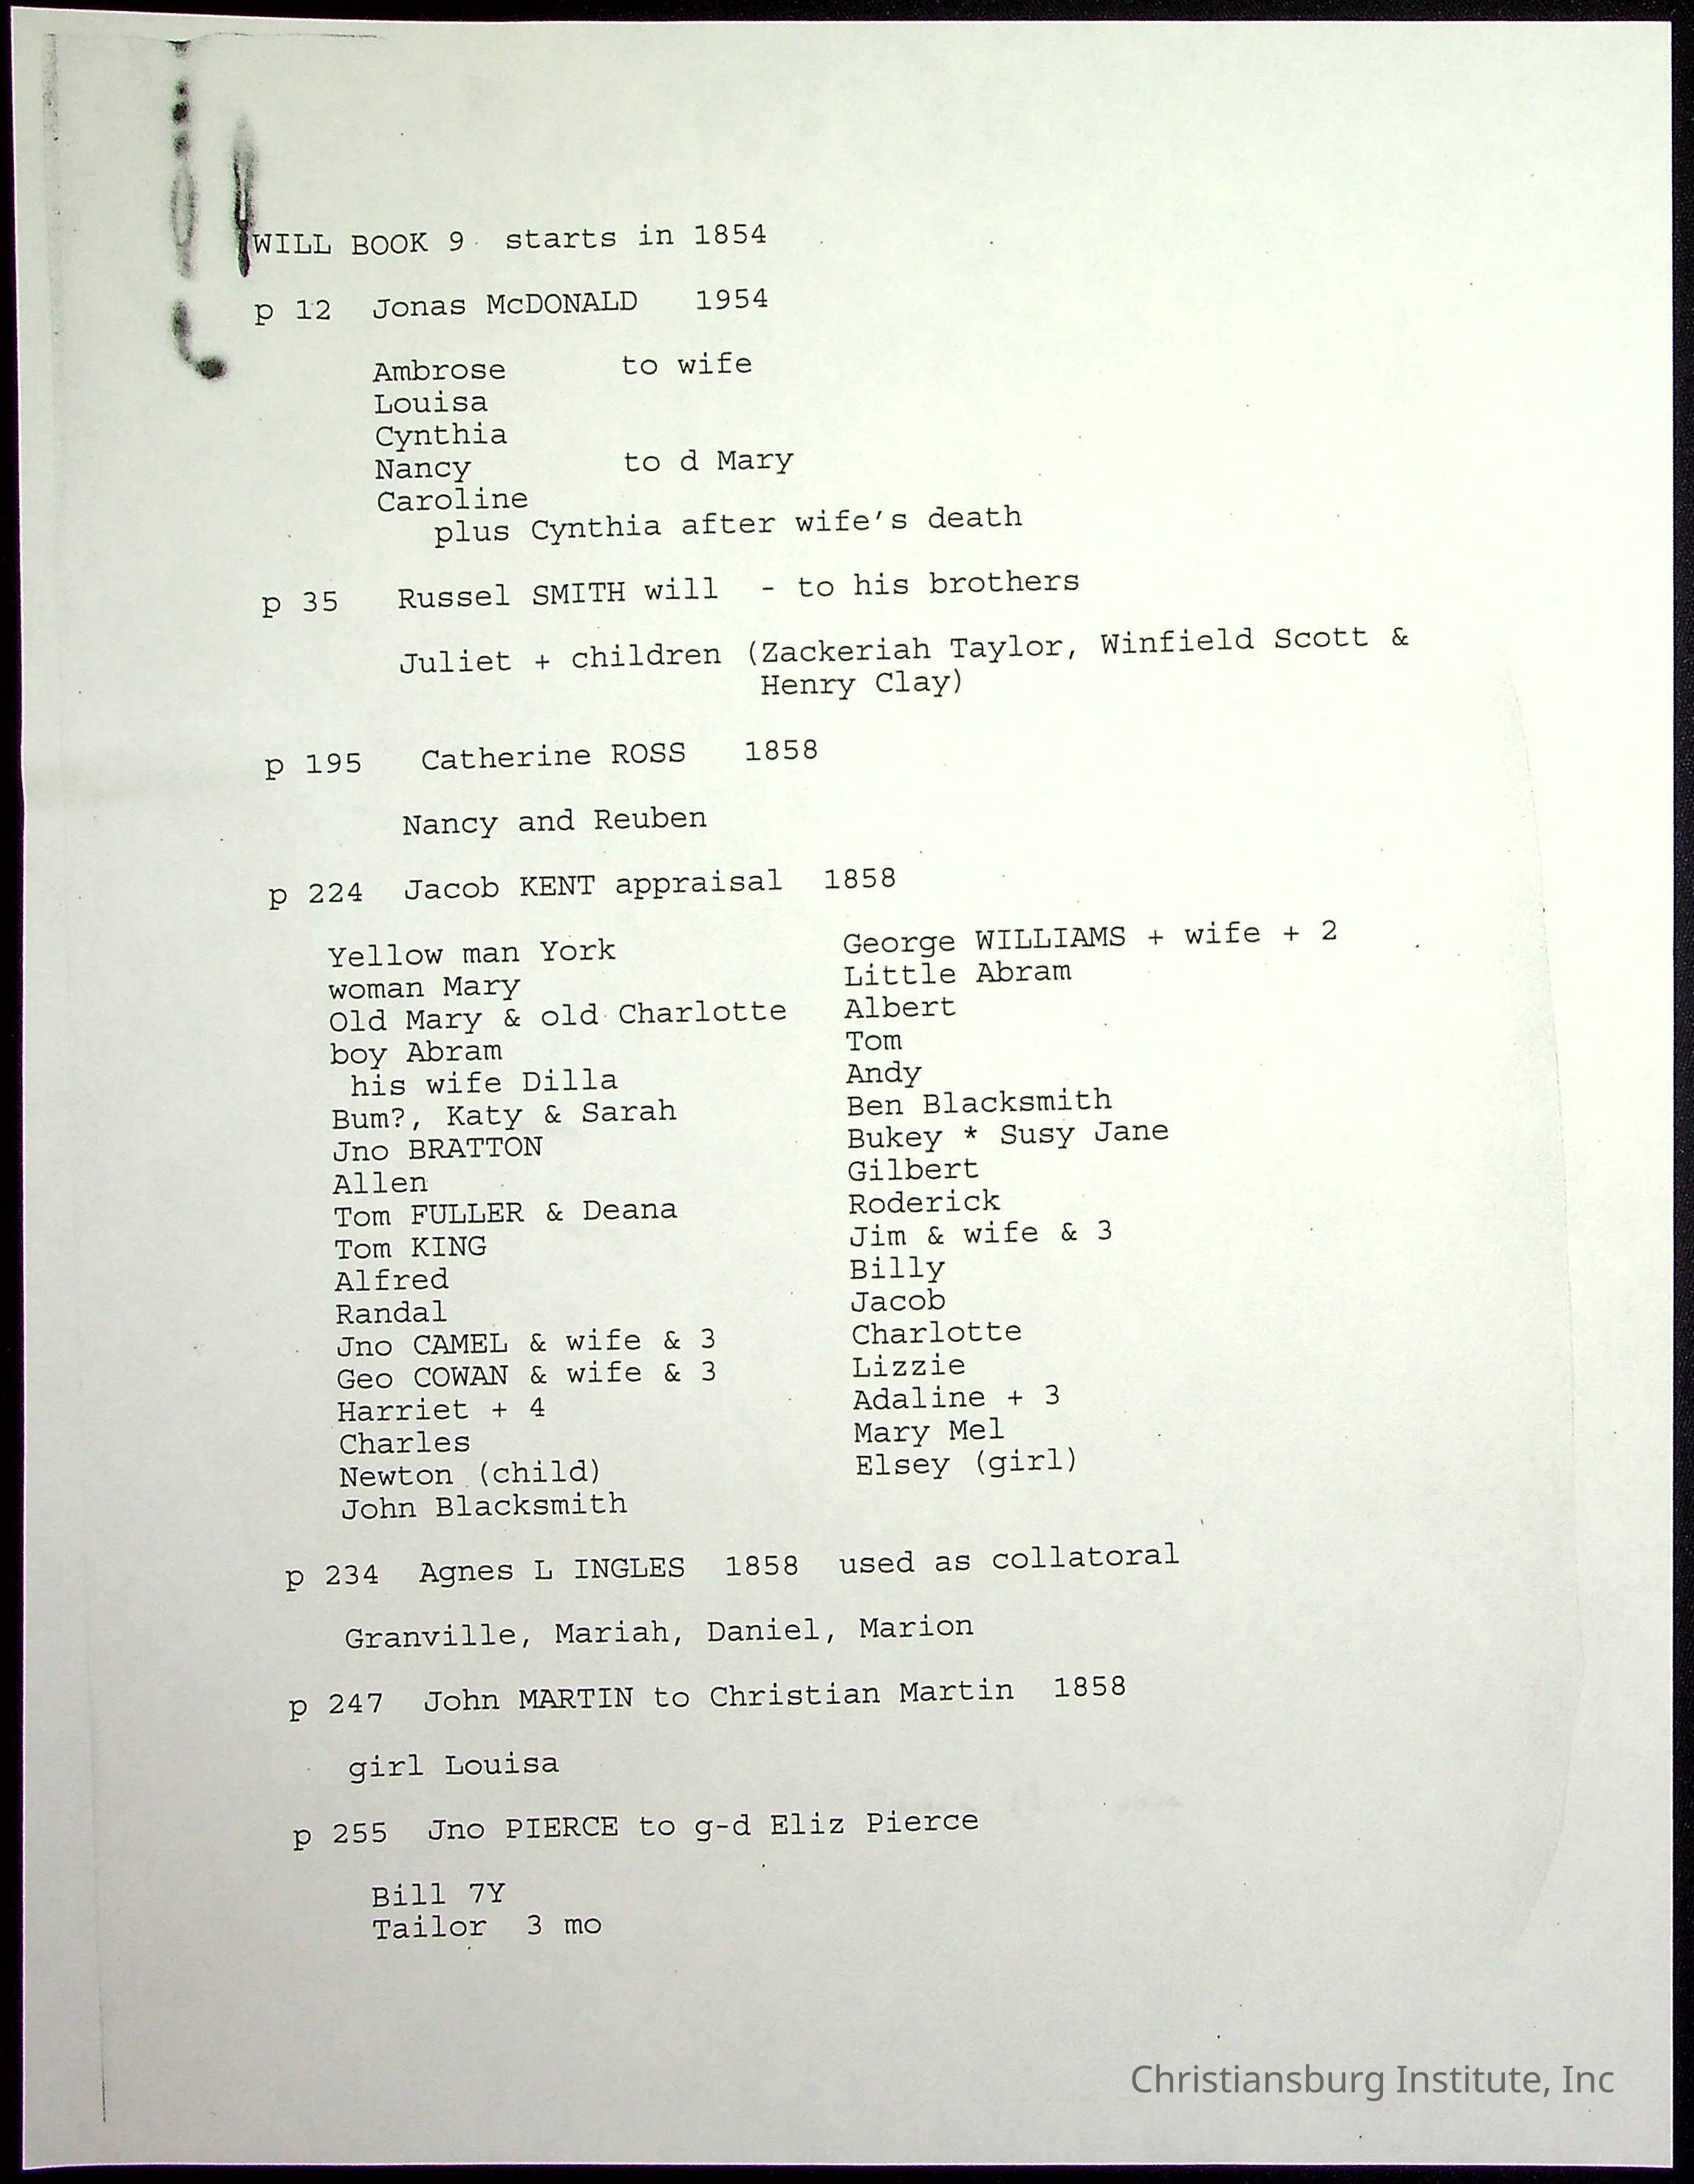 WILL BOOK 9 starts in 1854
p 12 Jonas McDONALD 1954
Ambrose to wife
Louisa
Cynthia
Nancy to d Mary
Caroline
plus Cynthia after wife's death
p 35 Russel SMITH will - to his brothers
Juliet + children (Zackeriah Taylor, Winfield Scott &
Henry Clay)
p 195 Catherine ROSS 1858
Nancy and Reuben
p 224 Jacob KENT appraisal 1858
Yellow man York
woman Mary
Old Mary & old Charlotte
boy Abram
his wife Dilla
Bum?, Katy & Sarah
Jno BRATTON
Allen
Tom FULLER & Deana
Tom KING
Alfred
Randal
Jno CAMEL & wife & 3
Geo COWAN & wife & 3
Harriet + 4
Charles
Newton (child)
John Blacksmith
George WILLIAMS + wife + 2
Little Abram
Albert
Tom
Andy
Ben Blacksmith
Bukey * Susy Jane
Gilbert
Roderick
Jim & wife & 3
Billy
Jacob
Charlotte
Lizzie
Adaline + 3
Mary Mel
Elsey (girl)
p 234 Agnes L INGLES 1858 used as collatoral
Granville, Mariah, Daniel, Marion
p 247 John MARTIN to Christian Martin 1858
girl Louisa
p 255 Jno PIERCE to g-d Eliz Pierce
Bill 7Y
Tailor 3 mo
Christiansburg Institute, Inc